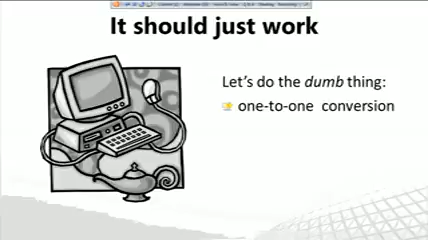 It should just work
Let's do the dumb thing:
one-to-one conversion